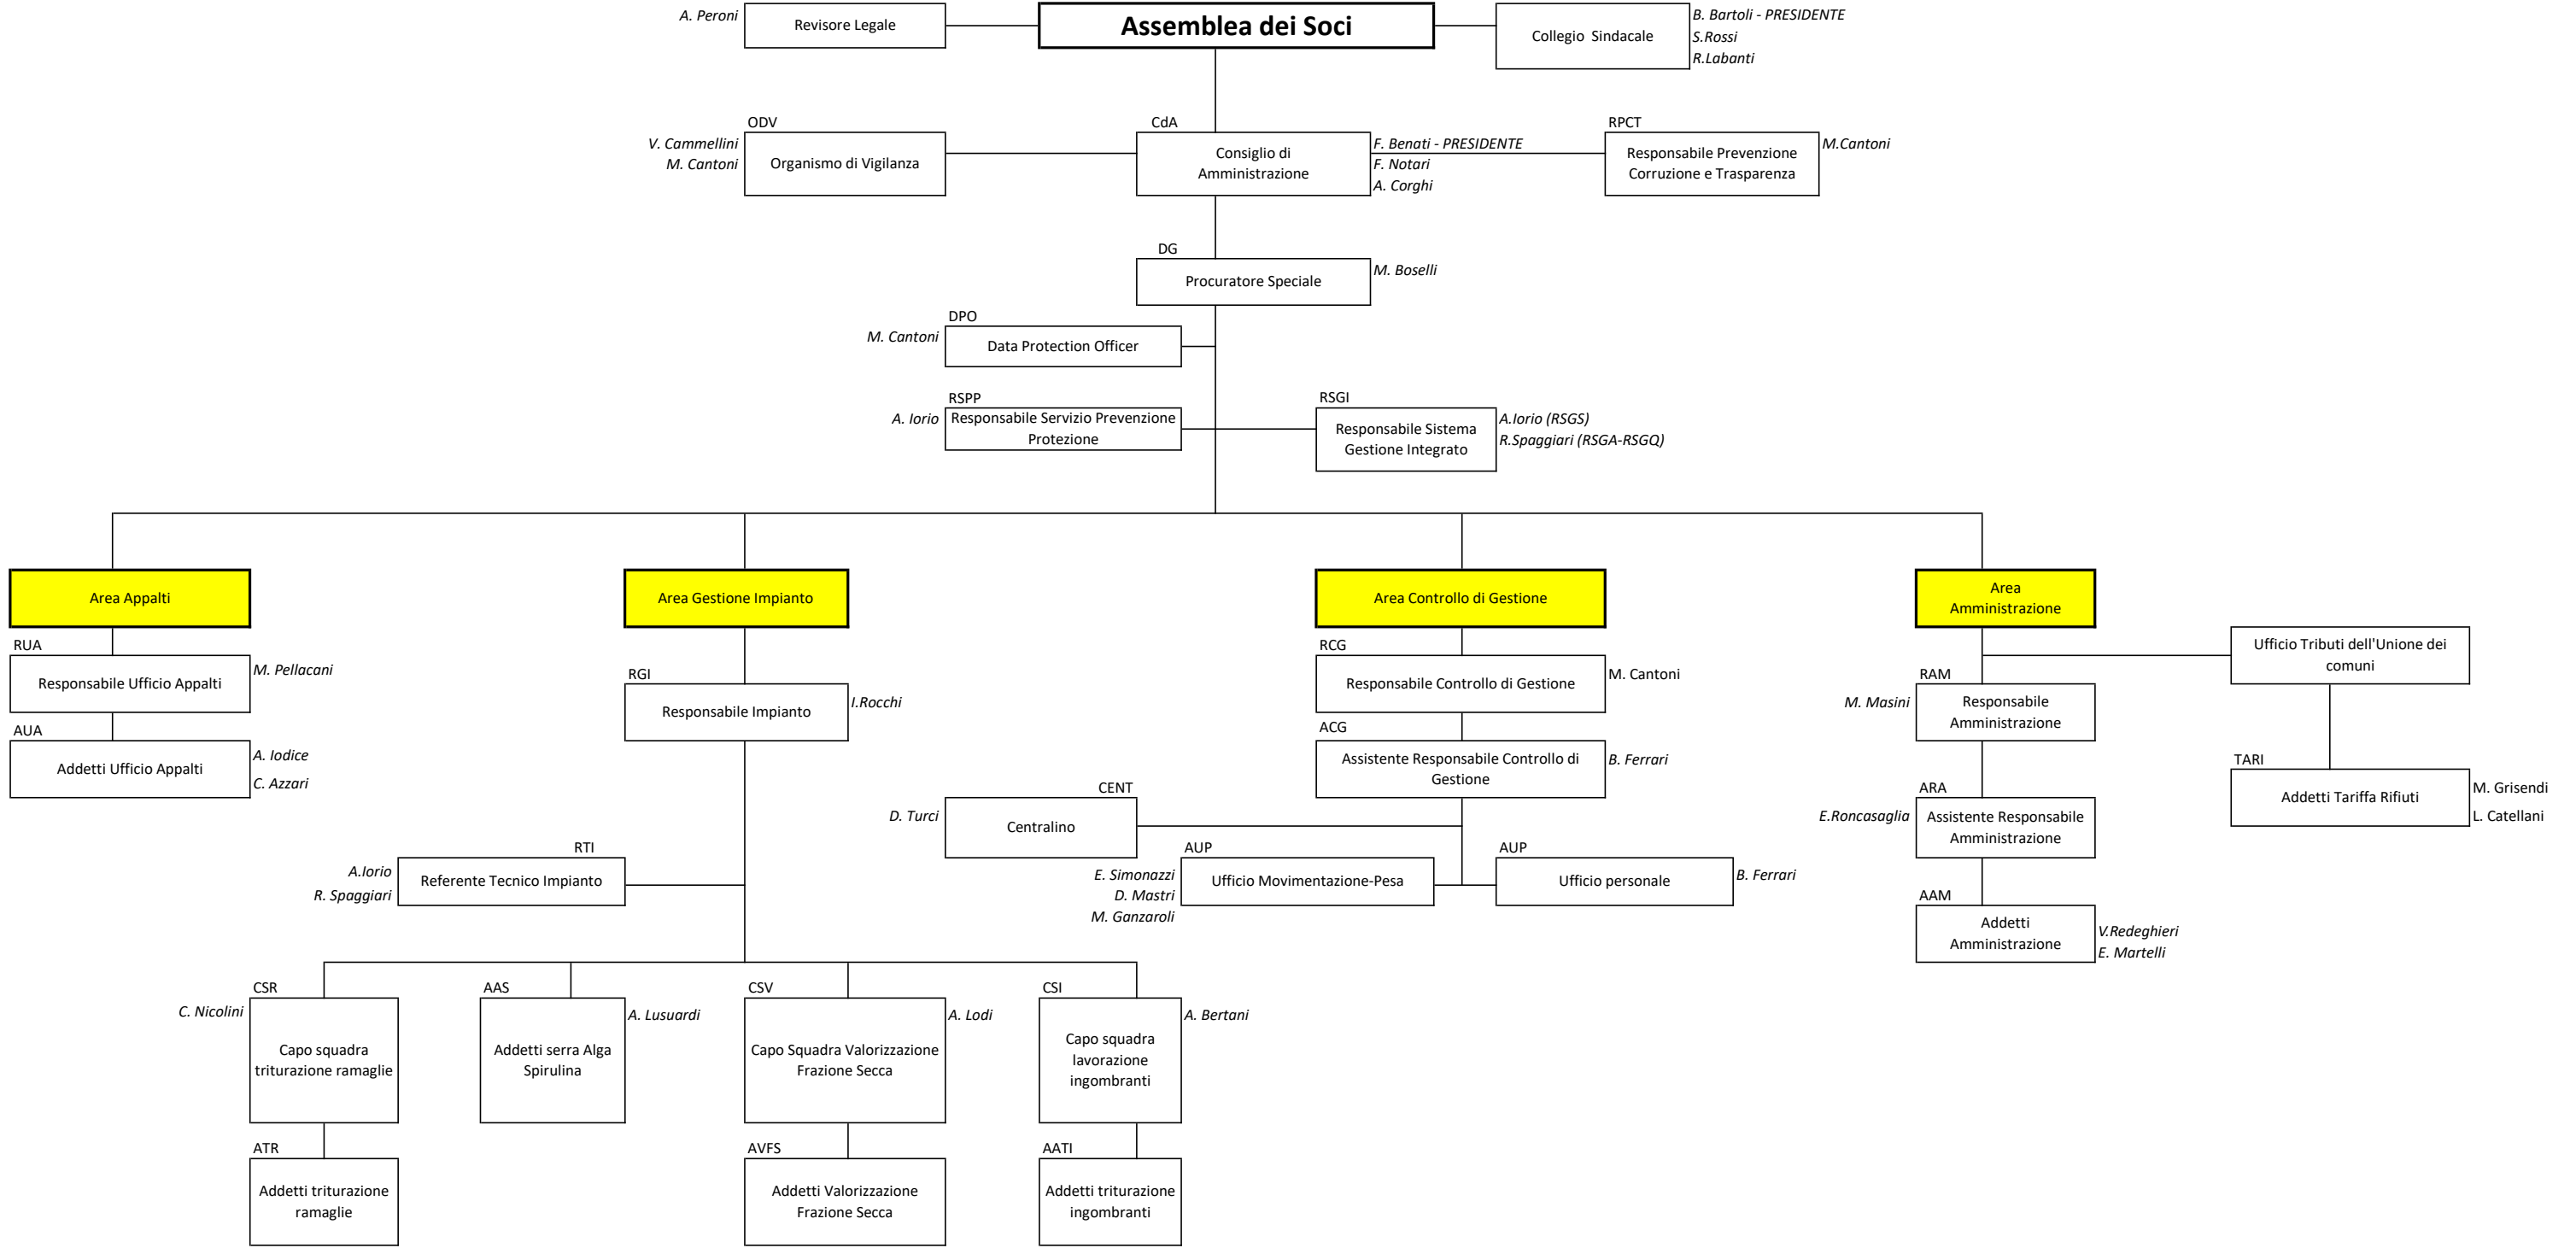 A. Peroni
Revisore Legale
Assemblea dei Soci
Collegio  Sindacale
B. Bartoli - PRESIDENTE
S.Rossi
R.Labanti
ODV
V. Cammellini
M. Cantoni
Organismo di Vigilanza
CdA
Consiglio di
Amministrazione
F. Benati - PRESIDENTE
F. Notari
A. Corghi
RPCT
Responsabile Prevenzione
Corruzione e Trasparenza
M.Cantoni
DG
Procuratore Speciale
M. Boselli
DPO
M. Cantoni
Data Protection Officer
RSPP
A. Iorio
Responsabile Servizio Prevenzione
Protezione
RSGI
Responsabile Sistema
Gestione Integrato
A.Iorio (RSGS)
R.Spaggiari (RSGA-RSGQ)
Area Appalti
RUA
Responsabile Ufficio Appalti
M. Pellacani
AUA
Addetti Ufficio Appalti
A. Iodice
C. Azzari
Area Gestione Impianto
RGI
Responsabile Impianto
I.Rocchi
RTI
A.Iorio
R. Spaggiari
Referente Tecnico Impianto
CSR
C. Nicolini
Capo squadra
triturazione ramaglie
ATR
Addetti triturazione
ramaglie
AAS
Addetti serra Alga
Spirulina
A. Lusuardi
CSV
Capo Squadra Valorizzazione
Frazione Secca
A. Lodi
AVFS
Addetti Valorizzazione
Frazione Secca
CSI
Capo squadra
lavorazione
ingombranti
A. Bertani
AATI
Addetti triturazione
ingombranti
Area Controllo di Gestione
RCG
Responsabile Controllo di Gestione
M. Cantoni
ACG
Assistente Responsabile Controllo di
Gestione
B. Ferrari
CENT
D. Turci
Centralino
AUP
E. Simonazzi
D. Mastri
M. Ganzaroli
Ufficio Movimentazione-Pesa
AUP
Ufficio personale
B. Ferrari
Area
Amministrazione
Ufficio Tributi dell'Unione dei
comuni
RAM
M. Masini
Responsabile
Amministrazione
TARI
Addetti Tariffa Rifiuti
M. Grisendi
L. Catellani
ARA
E.Roncasaglia
Assistente Responsabile
Amministrazione
AAM
Addetti
Amministrazione
V.Redeghieri
E. Martelli